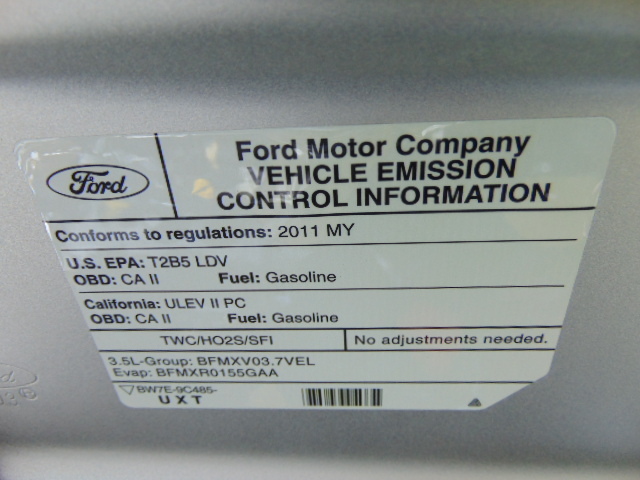 Ford
Ford Motor Company
VEHICLE EMISSION
CONTROL INFORMATION
Conforms to regulations: 2011 MY
U.S. EPA: T2B5 LDV
OBD: CA II Fuel: Gasoline
California: ULEV II PC
OBD: CA II Fuel: Gasoline
TWC/HO2S/SFI No adjustments needed.
3.5L-Group: BFMXV03.7VEL
Evap: BFMXR0155GAA
BW7E-9C485-
UXT
Ford